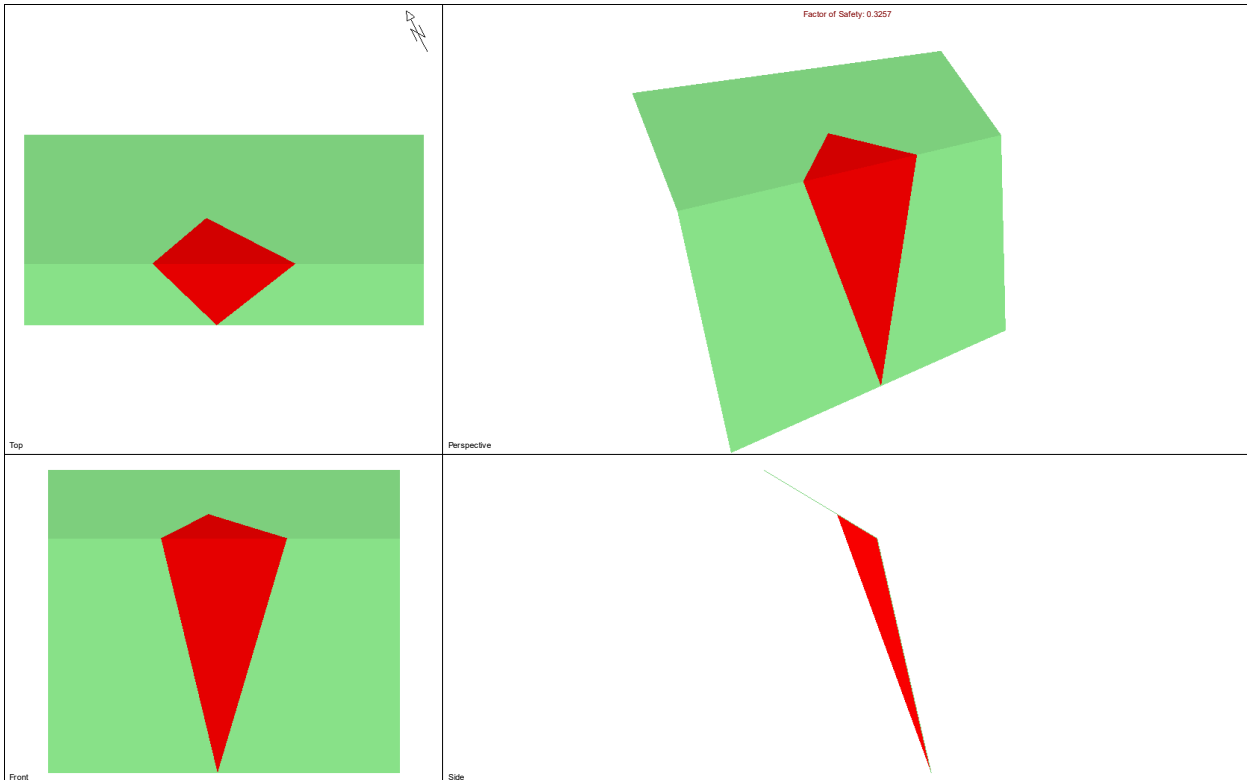 Factor of Safety: 0.3257
N
Top
Perspective
Front
Side